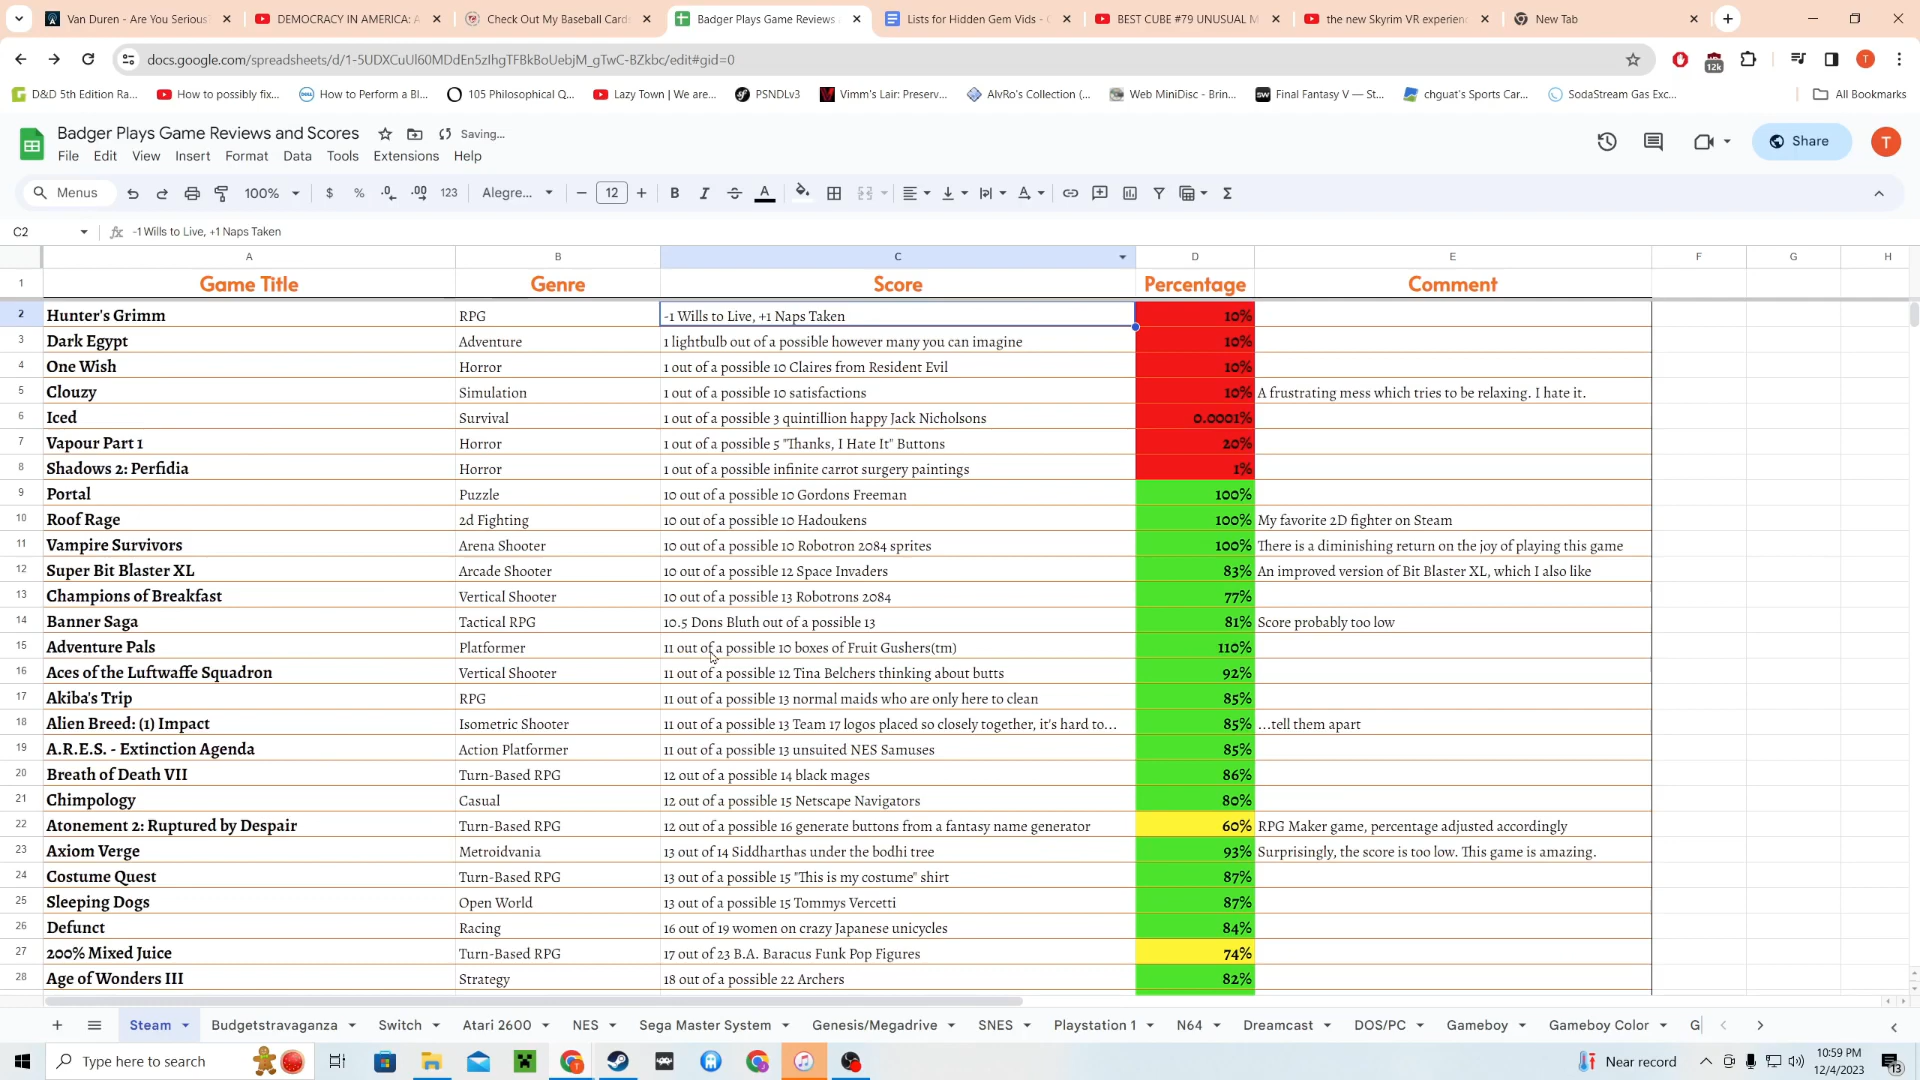 Van Duren - Are You Serious?
DEMOCRACY IN AMERICA: A
Check Out My Baseball Card
Badger Plays Game Reviews
Lists for Hidden Gem Vids - G
BEST CUBE #79 UNUSUAL M
the new Skyrim VR experien
New Tab
docs.google.com/spreadsheets/d/1-5UDXCuUl60MDdEn5zIhgTFBkBoUebjM_gTwC-BZkbc/edit#gid=0
12k
T
D&D 5th Edition Ra...
How to possibly fix...
How to Perform a Bl...
105 Philosophical Q...
Lazy Town | We are...
PSNDLv3
Vimm's Lair: Preserv...
AlvRo's Collection (...
Web MiniDisc - Brin...
Final Fantasy V — St...
chguat's Sports Car...
SodaStream Gas Exc...
All Bookmarks
Badger Plays Game Reviews and Scores
Saving...
File Edit View Insert Format Data Tools Extensions Help
Share
T
Menus
100%
$ % .0 .00 123
Alegre...
12
B I A
C2
-1 Wills to Live, +1 Naps Taken
A B C D E F G H
1 Game Title Genre Score Percentage Comment
2 Hunter's Grimm RPG -1 Wills to Live, +1 Naps Taken 10%
3 Dark Egypt Adventure 1 lightbulb out of a possible however many you can imagine 10%
4 One Wish Horror 1 out of a possible 10 Claires from Resident Evil 10%
5 Clouzy Simulation 1 out of a possible 10 satisfactions 10% A frustrating mess which tries to be relaxing. I hate it.
6 Iced Survival 1 out of a possible 3 quintillion happy Jack Nicholsons 0.0001%
7 Vapour Part 1 Horror 1 out of a possible 5 "Thanks, I Hate It" Buttons 20%
8 Shadows 2: Perfidia Horror 1 out of a possible infinite carrot surgery paintings 1%
9 Portal Puzzle 10 out of a possible 10 Gordons Freeman 100%
10 Roof Rage 2d Fighting 10 out of a possible 10 Hadoukens 100% My favorite 2D fighter on Steam
11 Vampire Survivors Arena Shooter 10 out of a possible 10 Robotron 2084 sprites 100% There is a diminishing return on the joy of playing this game
12 Super Bit Blaster XL Arcade Shooter 10 out of a possible 12 Space Invaders 83% An improved version of Bit Blaster XL, which I also like
13 Champions of Breakfast Vertical Shooter 10 out of a possible 13 Robotrons 2084 77%
14 Banner Saga Tactical RPG 10.5 Dons Bluth out of a possible 13 81% Score probably too low
15 Adventure Pals Platformer 11 out of a possible 10 boxes of Fruit Gushers(tm) 110%
16 Aces of the Luftwaffe Squadron Vertical Shooter 11 out of a possible 12 Tina Belchers thinking about butts 92%
17 Akiba's Trip RPG 11 out of a possible 13 normal maids who are only here to clean 85%
18 Alien Breed: (1) Impact Isometric Shooter 11 out of a possible 13 Team 17 logos placed so closely together, it's hard to... 85% ...tell them apart
19 A.R.E.S. - Extinction Agenda Action Platformer 11 out of a possible 13 unsuited NES Samuses 85%
20 Breath of Death VII Turn-Based RPG 12 out of a possible 14 black mages 86%
21 Chimpology Casual 12 out of a possible 15 Netscape Navigators 80%
22 Atonement 2: Ruptured by Despair Turn-Based RPG 12 out of a possible 16 generate buttons from a fantasy name generator 60% RPG Maker game, percentage adjusted accordingly
23 Axiom Verge Metroidvania 13 out of 14 Siddharthas under the bodhi tree 93% Surprisingly, the score is too low. This game is amazing.
24 Costume Quest Turn-Based RPG 13 out of a possible 15 "This is my costume" shirt 87%
25 Sleeping Dogs Open World 13 out of a possible 15 Tommys Vercetti 87%
26 Defunct Racing 16 out of 19 women on crazy Japanese unicycles 84%
27 200% Mixed Juice Turn-Based RPG 17 out of 23 B.A. Baracus Funk Pop Figures 74%
28 Age of Wonders III Strategy 18 out of a possible 22 Archers 82%
Steam Budgetstravaganza Switch Atari 2600 NES Sega Master System Genesis/Megadrive SNES Playstation 1 N64 Dreamcast DOS/PC Gameboy Gameboy Color G
Type here to search
Near record
10:59 PM
12/4/2023
13